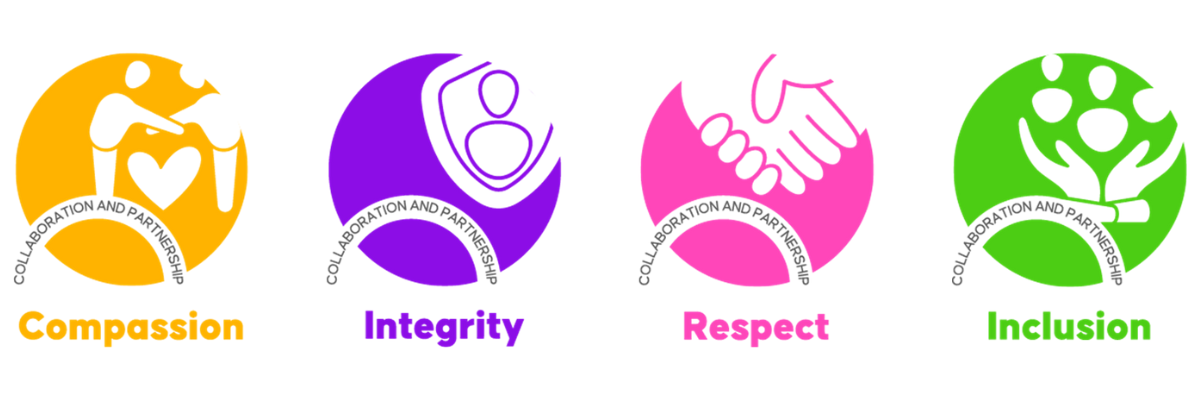 COLLABORATION AND PARTNERSHIP
Compassion
COLLABORATION AND PARTNERSHIP
Integrity
COLLABORATION AND PARTNERSHIP
Respect
COLLABORATION AND PARTNERSHIP
Inclusion